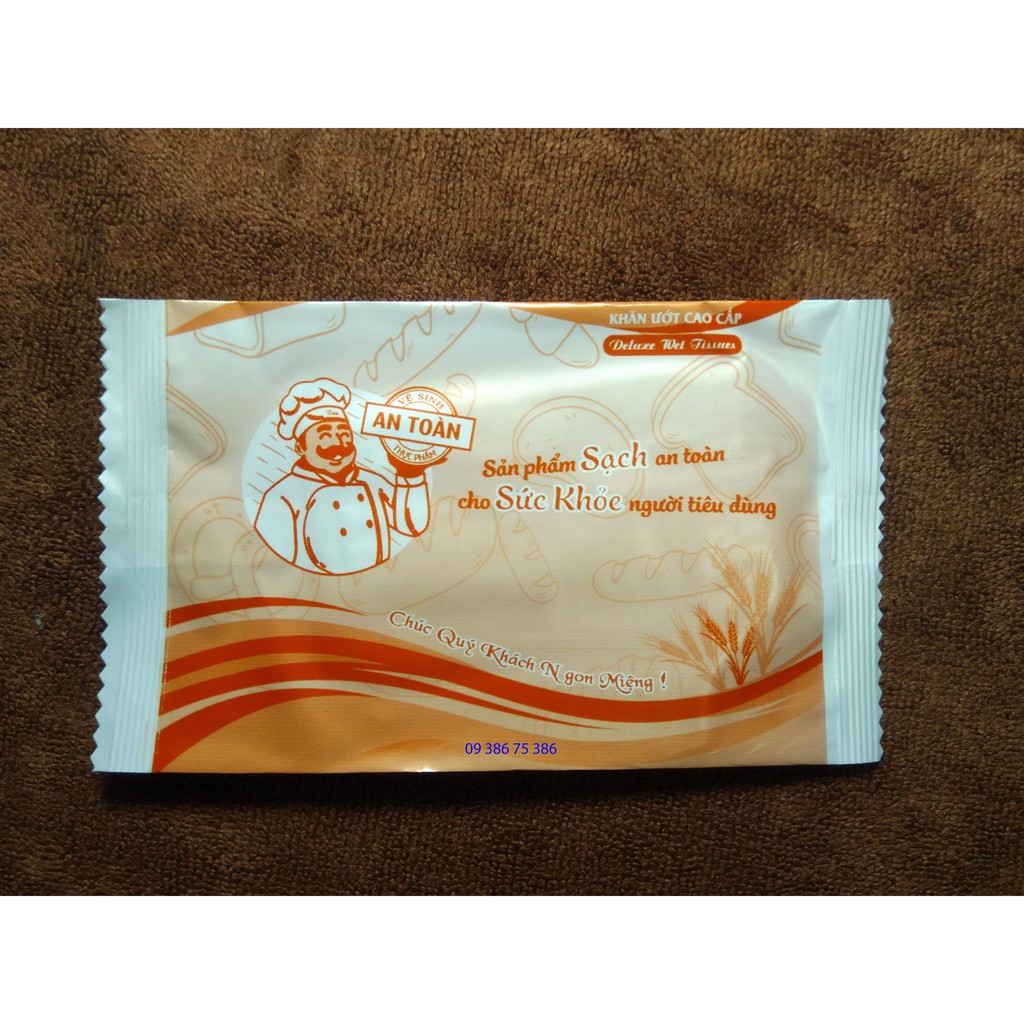 KHĂN ƯỚT CAO CẤP
Deluxe Wet Tissues
VỆ SINH
AN TOÀN
THỰC PHẨM
Sản phẩm Sạch an toàn
cho Sức Khỏe người tiêu dùng
Chúc Quý Khách Ngon Miệng !
09 386 75 386